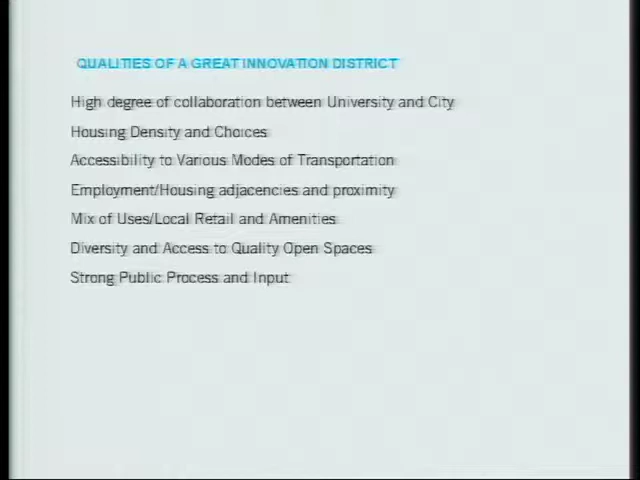 QUALITIES OF A GREAT INNOVATION DISTRICT
High degree of collaboration between University and City
Housing Density and Choices
Accessibility to Various Modes of Transportation
Employment/Housing adjacencies and proximity
Mix of Uses/Local Retail and Amenities
Diversity and Access to Quality Open Spaces
Strong Public Process and Input